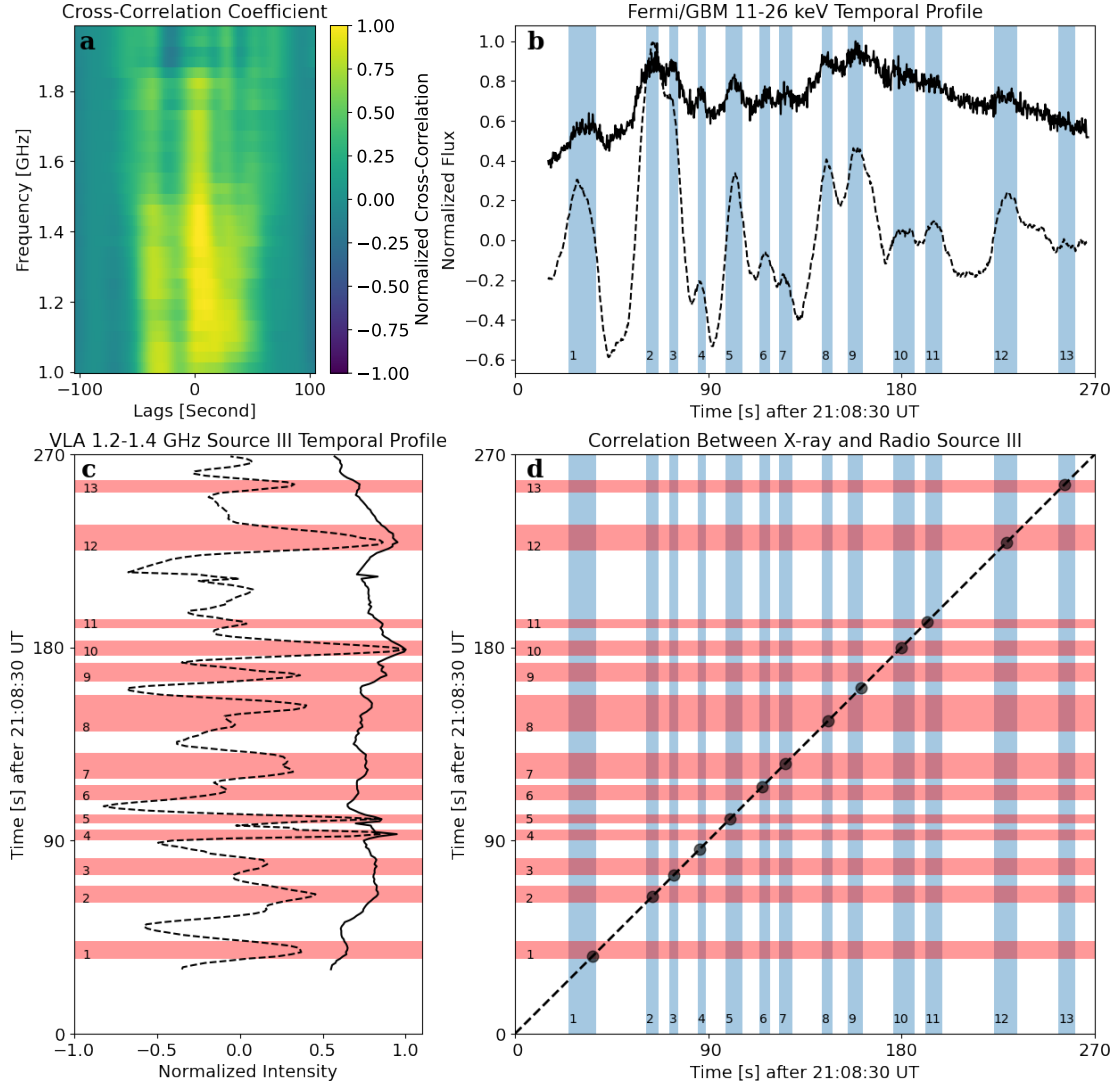 Cross-Correlation Coefficient
a
Frequency [GHz]
1.8
1.6
1.4
1.2
1.0
−100
0
100
Lags [Second]
1.00
0.75
0.50
0.25
0.00
−0.25
−0.50
−0.75
−1.00
Normalized Cross-Correlation
Fermi/GBM 11-26 keV Temporal Profile
b
Normalized Flux
1.0
0.8
0.6
0.4
0.2
0.0
−0.2
−0.4
−0.6
1 2 3 4 5 6 7 8 9 10 11 12 13
0 90 180 270
Time [s] after 21:08:30 UT
VLA 1.2-1.4 GHz Source III Temporal Profile
c
Time [s] after 21:08:30 UT
270
180
90
0
13
12
11
10
9
8
7
6
5
4
3
2
1
−1.0 −0.5 0.0 0.5 1.0
Normalized Intensity
Correlation Between X-ray and Radio Source III
d
Time [s] after 21:08:30 UT
270
180
90
0
13
12
11
10
9
8
7
6
5
4
3
2
1
1 2 3 4 5 6 7 8 9 10 11 12 13
0 90 180 270
Time [s] after 21:08:30 UT